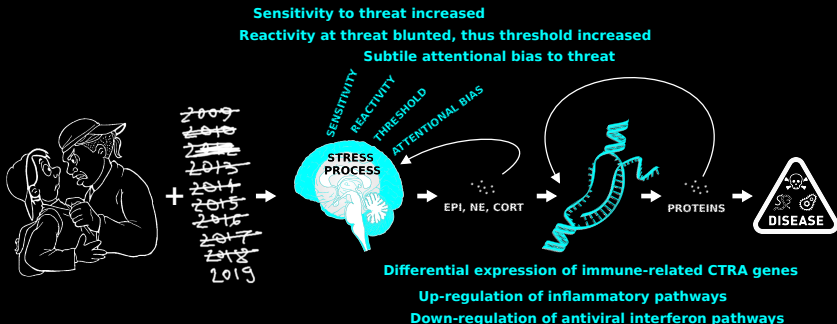 Sensitivity to threat increased
Reactivity at threat blunted, thus threshold increased
Subtile attentional bias to threat
SENSITIVITY
REACTIVITY
THRESHOLD
ATTENTIONAL BIAS
2009
2010
2012
2013
2014
2015
2016
2017
2018
2019
+
STRESS
PROCESS
EPI, NE, CORT
PROTEINS
DISEASE
Differential expression of immune-related CTRA genes
Up-regulation of inflammatory pathways
Down-regulation of antiviral interferon pathways